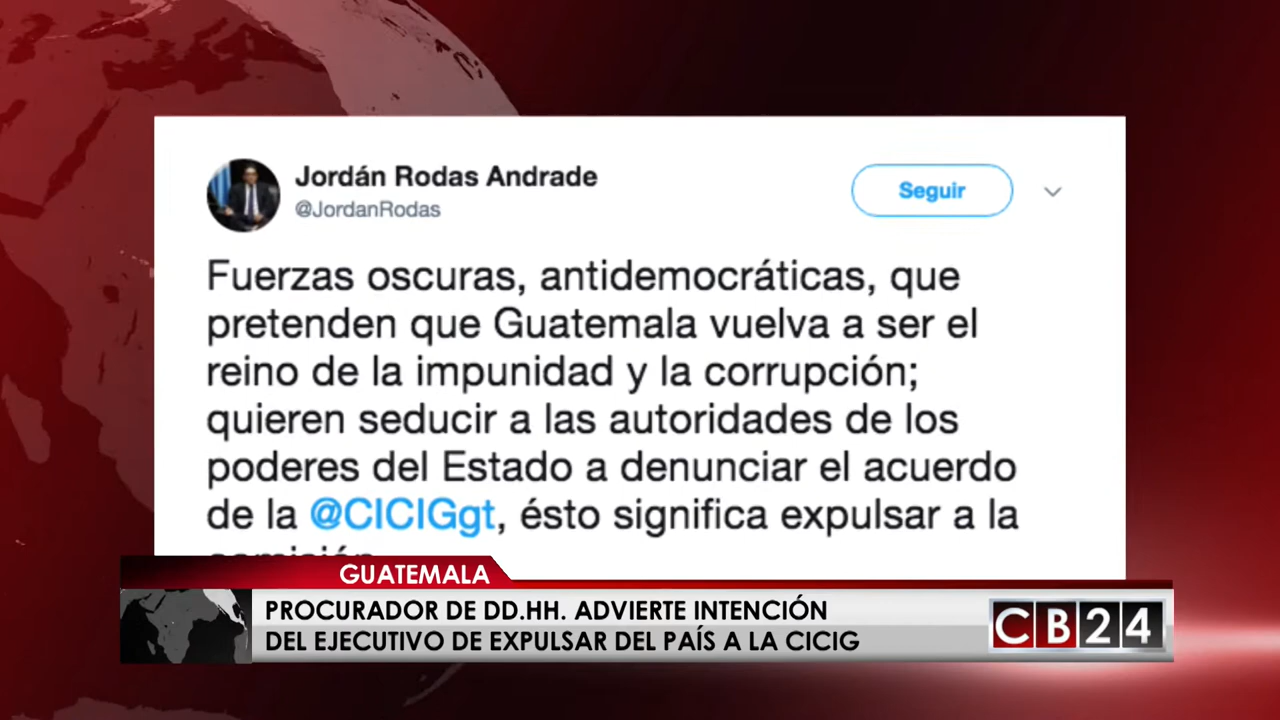 Jordán Rodas Andrade
@JordanRodas
Seguir
Fuerzas oscuras, antidemocráticas, que
pretenden que Guatemala vuelva a ser el
reino de la impunidad y la corrupción;
quieren seducir a las autoridades de los
poderes del Estado a denunciar el acuerdo
de la @CICIGgt, ésto significa expulsar a la
GUATEMALA
PROCURADOR DE DD.HH. ADVIERTE INTENCIÓN
DEL EJECUTIVO DE EXPULSAR DEL PAÍS A LA CICIG
CB24